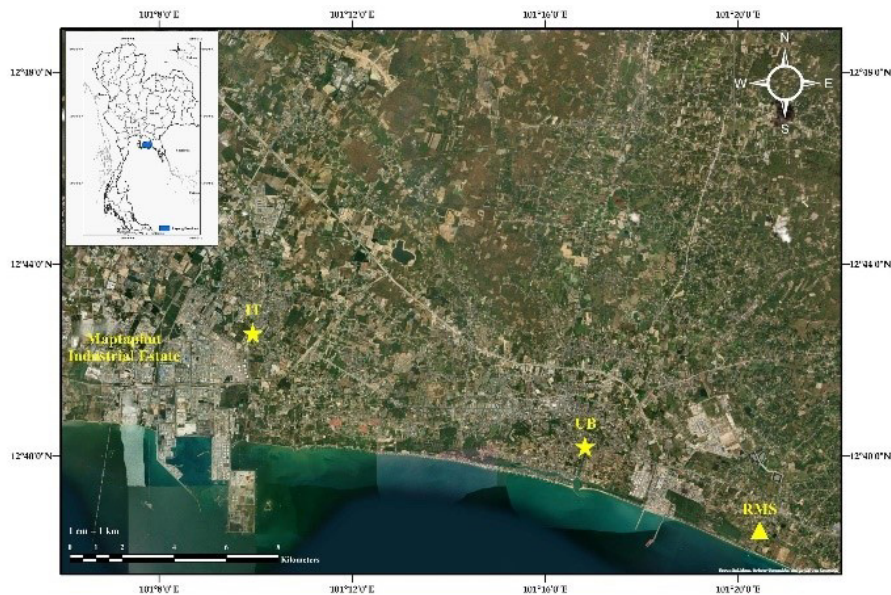 101°8'0"E 101°12'0"E 101°16'0"E 101°20'0"E
N
W E
S
12°48'0"N 12°48'0"N
12°44'0"N 12°44'0"N
IT
Maptaphut
Industrial Estate
UB
12°40'0"N 12°40'0"N
RMS
1 cm = 1 km
0 1 2 4 6 8
Kilometers
101°8'0"E 101°12'0"E 101°16'0"E 101°20'0"E